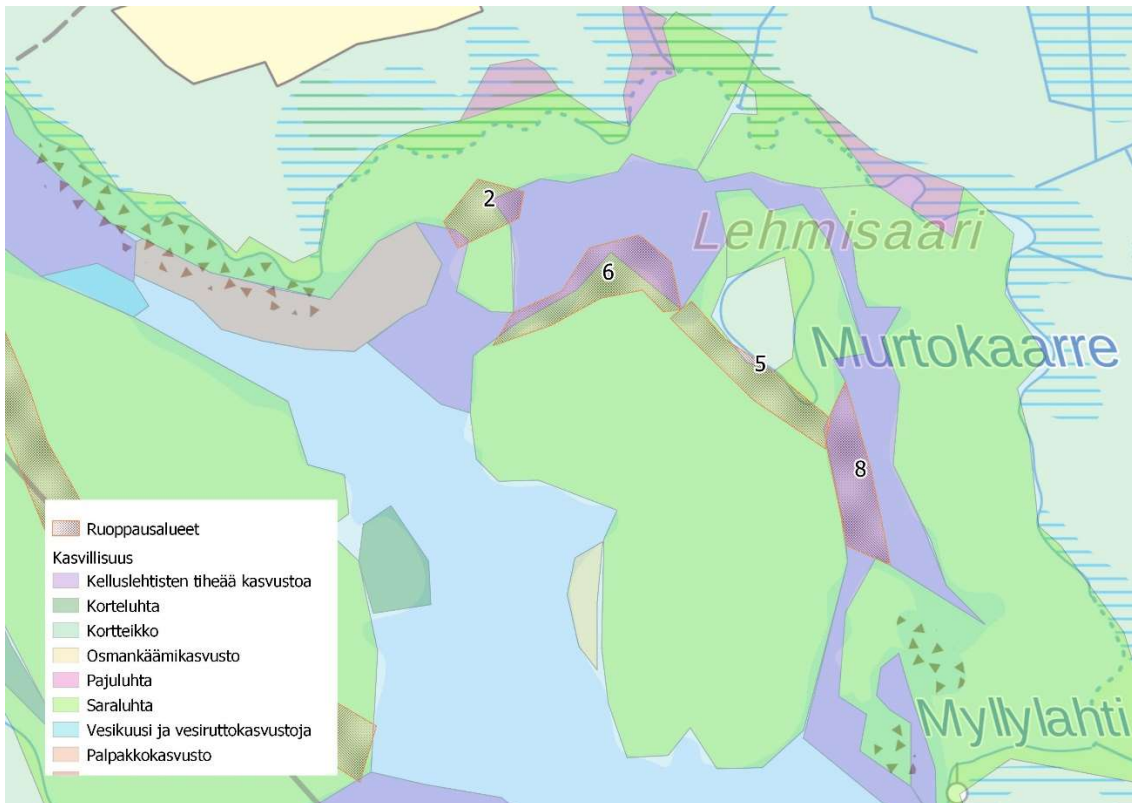 2
Lehmisaari
6
Murtokaarre
5
8
Ruoppausalueet
Kasvillisuus
Kelluslehtisten tiheää kasvustoa
Korteluhta
Kortteikko
Osmankäämikasvusto
Pajuluhta
Saraluhta
Vesikuusi ja vesiruttokasvustoja
Palpakkokasvusto
Myllylahti